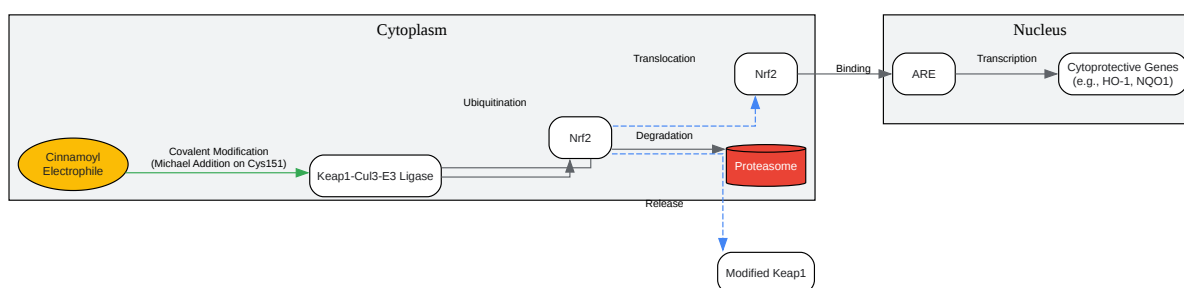 Cytoplasm
Nucleus
Translocation
Nrf2
Binding
ARE
Transcription
Cytoprotective Genes
(e.g., HO-1, NQO1)
Ubiquitination
Nrf2
Degradation
Proteasome
Cinnamoyl
Electrophile
Covalent Modification
(Michael Addition on Cys151)
Keap1-Cul3-E3 Ligase
Release
Modified Keap1